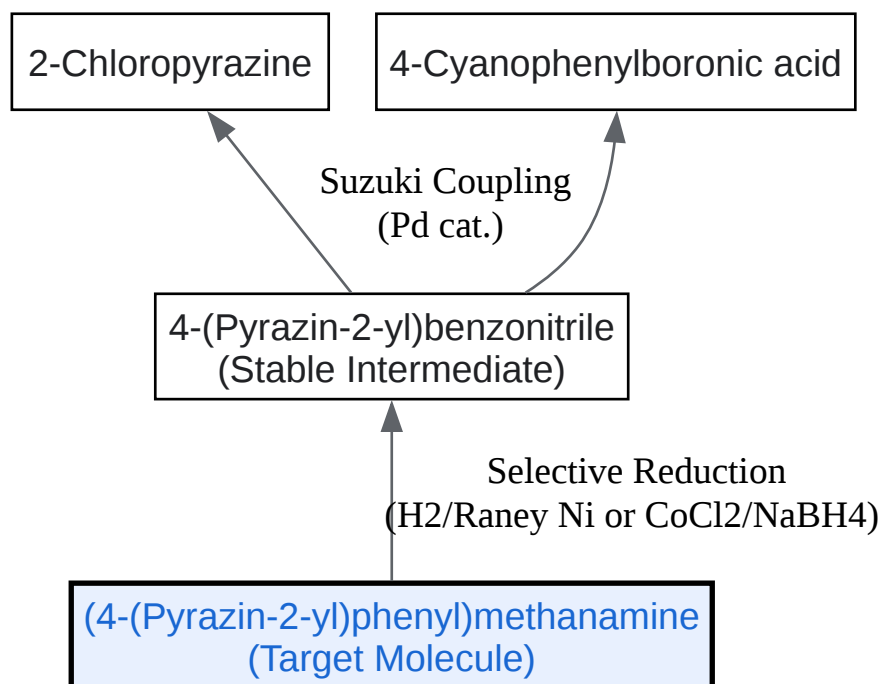 2-Chloropyrazine
4-Cyanophenylboronic acid
Suzuki Coupling
(Pd cat.)
4-(Pyrazin-2-yl)benzonitrile
(Stable Intermediate)
Selective Reduction
(H2/Raney Ni or CoCl2/NaBH4)
(4-(Pyrazin-2-yl)phenyl)methanamine
(Target Molecule)